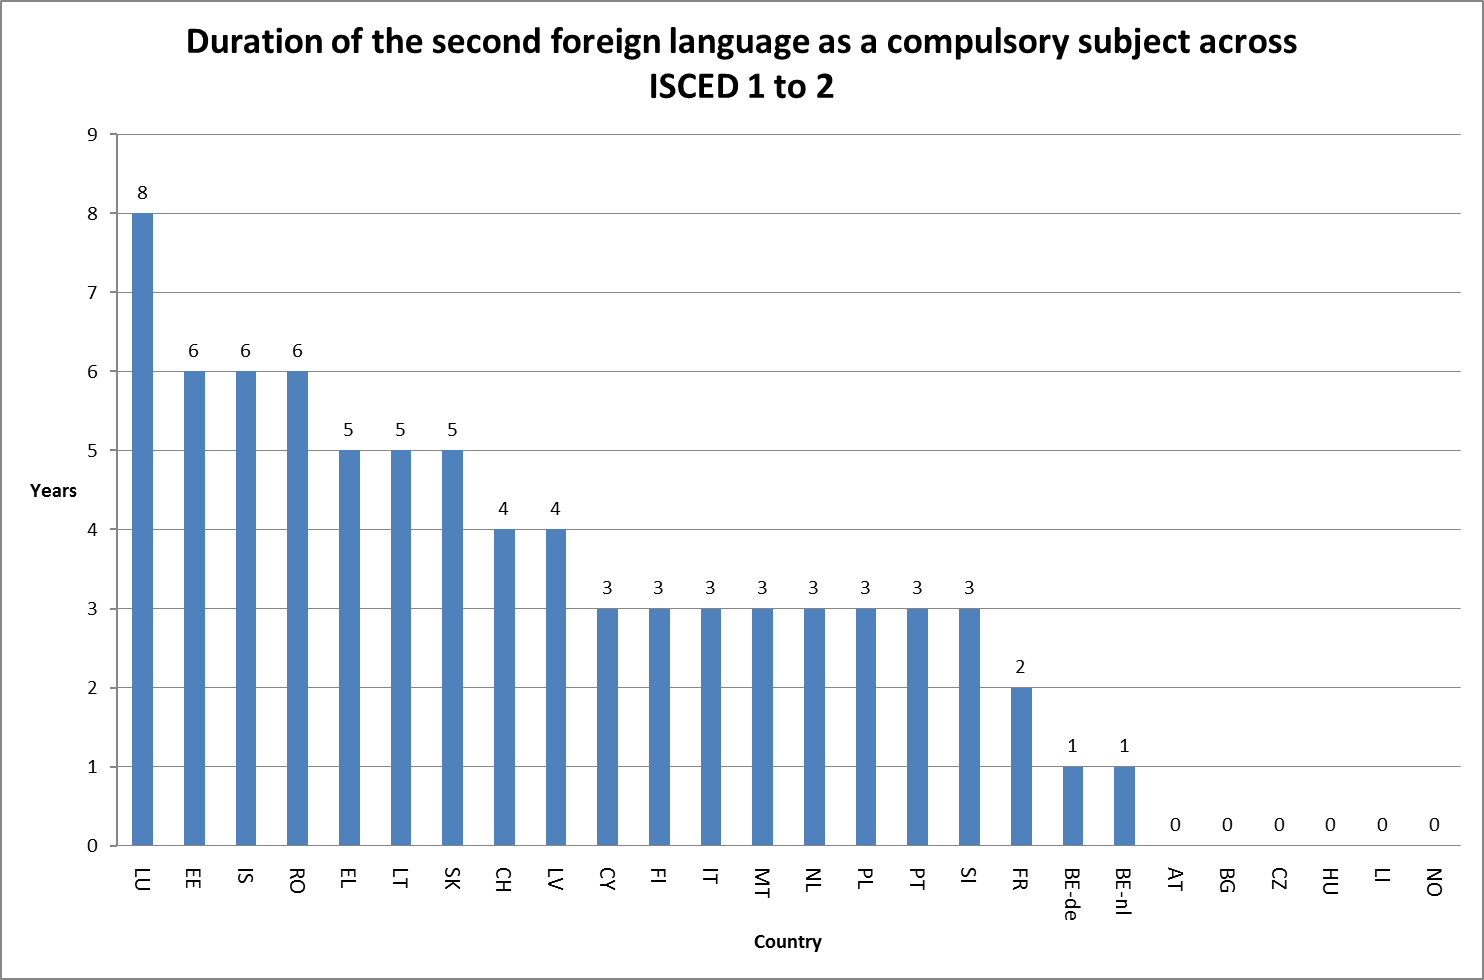 Duration of the second foreign language as a compulsory subject across
ISCED 1 to 2
9
8
7
6
5
4
3
2
1
0
Years
8
6
6
6
5
5
5
4
4
3
3
3
3
3
3
3
3
2
1
1
0
0
0
0
0
0
LU
EE
IS
RO
EL
LT
SK
CH
LV
CY
FI
IT
MT
NL
PL
PT
SI
FR
BE-de
BE-nl
AT
BG
CZ
HU
LI
NO
Country